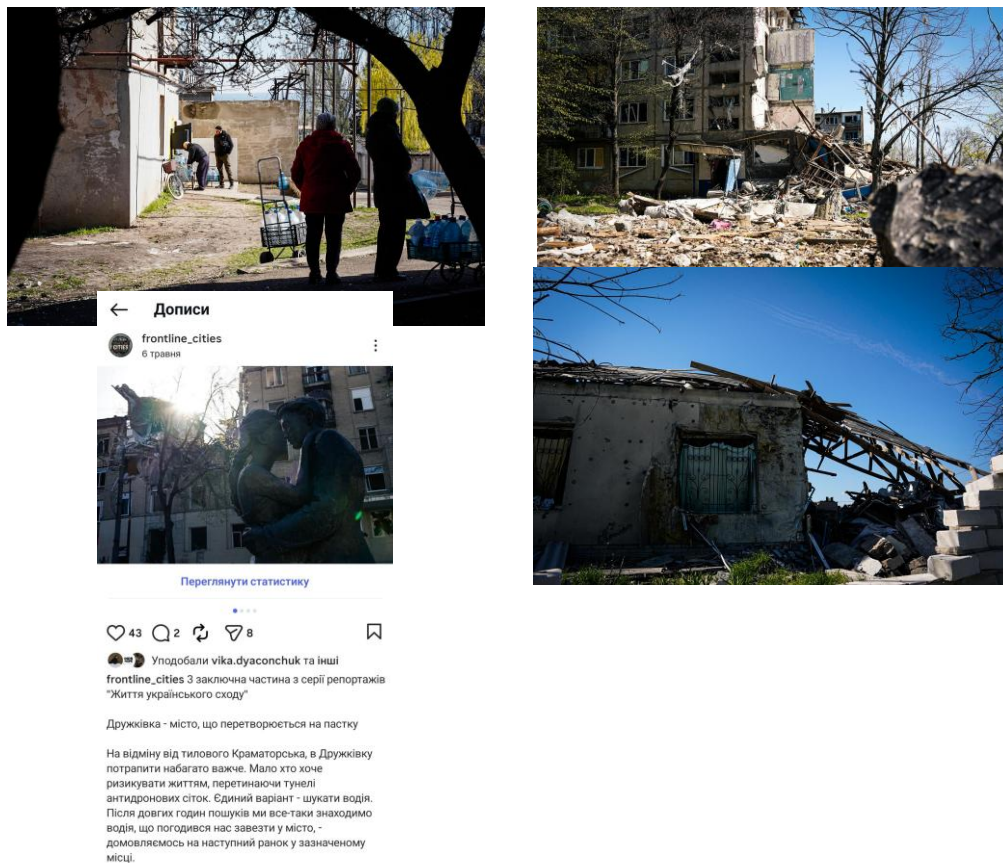 ← Дописи
frontline_cities
6 травня
Переглянути статистику
43 2 8
Уподобали vika.dyaconchuk та інші
frontline_cities 3 заключна частина з серії репортажів
"Життя українського сходу"
Дружківка - місто, що перетворюється на пастку
На відміну від тилового Краматорська, в Дружківку
потрапити набагато важче. Мало хто хоче
ризикувати життям, перетинаючи тунелі
антидронових сіток. Єдиний варіант - шукати водія.
Після довгих годин пошуків ми все-таки знаходимо
водія, що погодився нас завезти у місто, -
домовляємось на наступний ранок у зазначеному
місці.